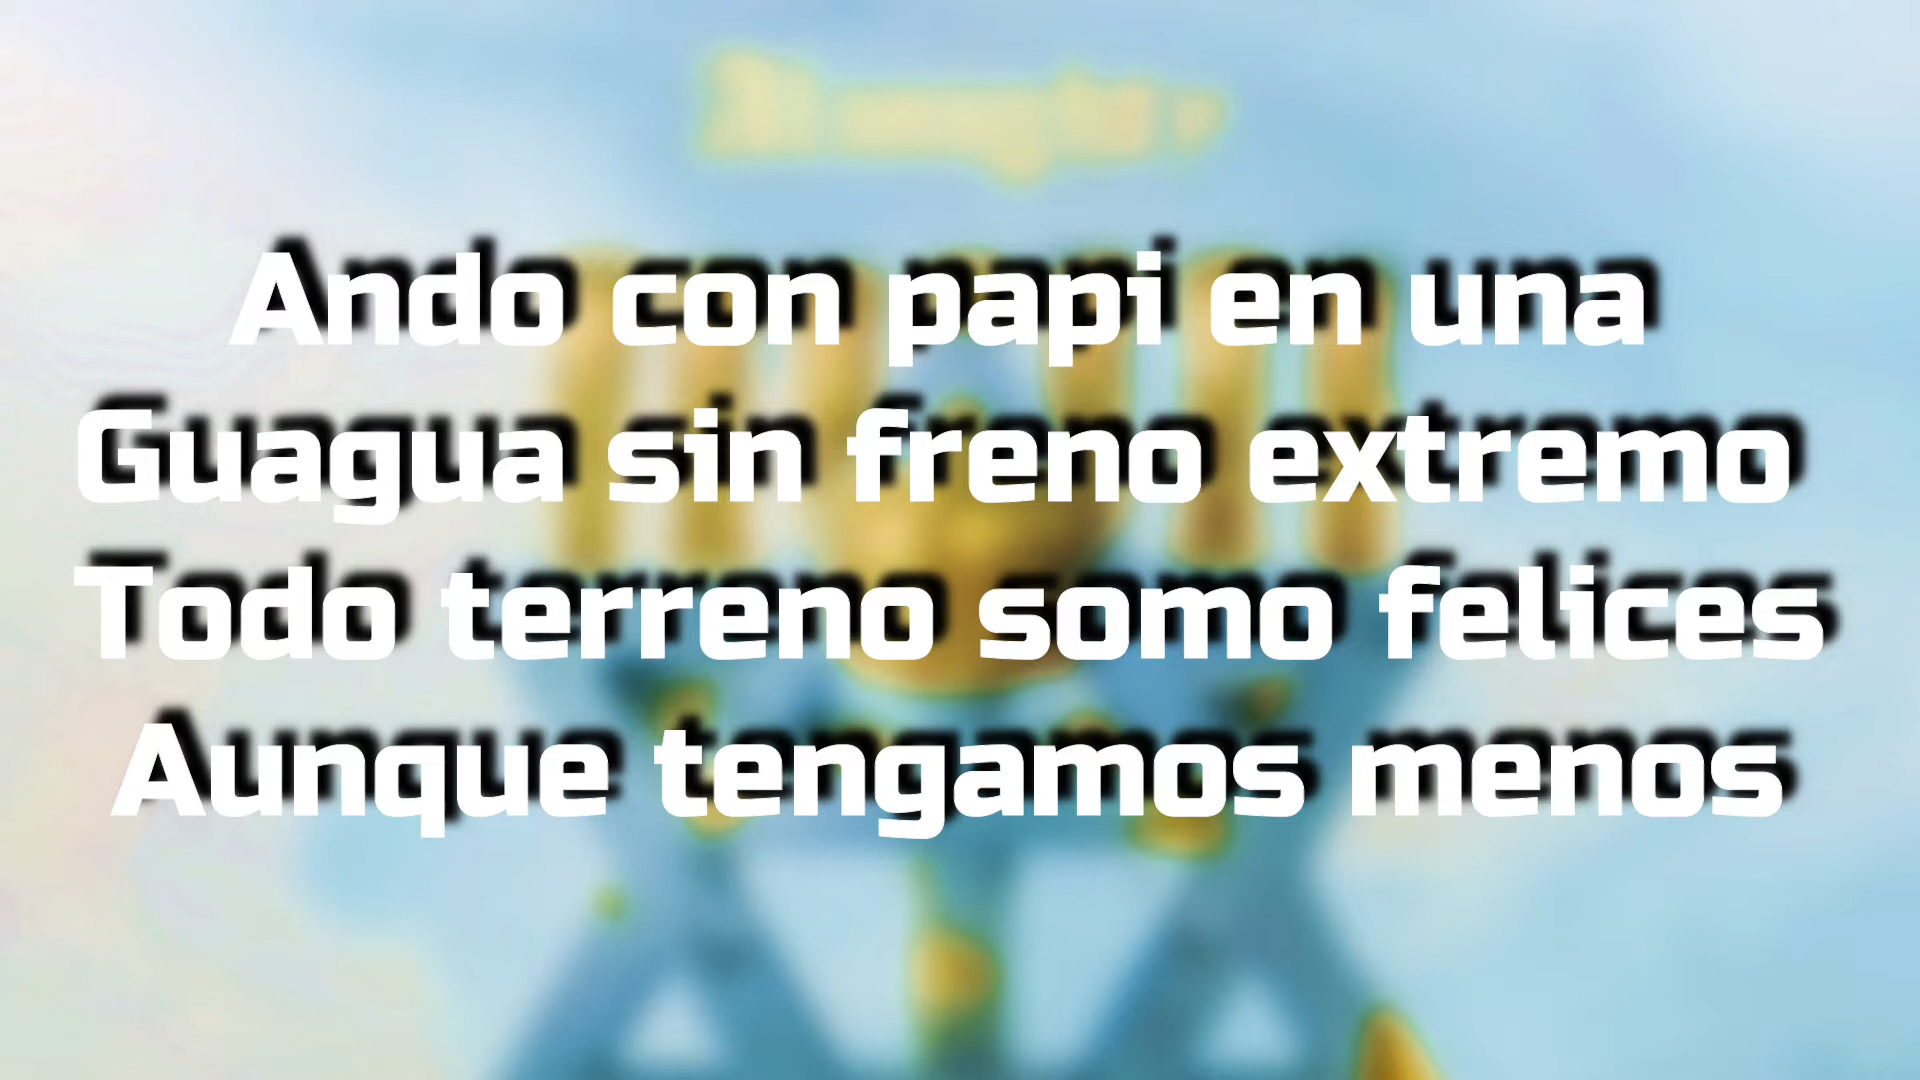 Ando con papi en una
Guagua sin freno extremo
Todo terreno somo felices
Aunque tengamos menos